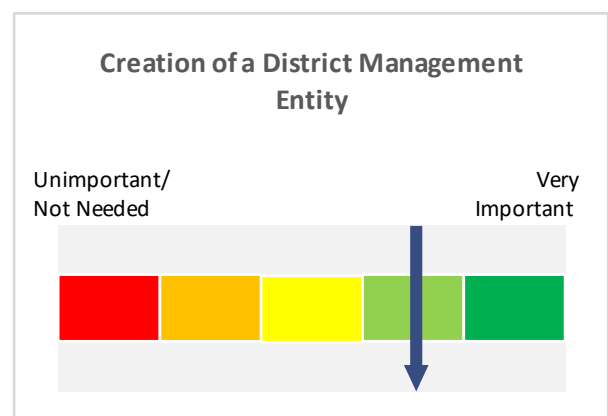 Creation of a District Management
Entity
Unimportant/
Not Needed
Very
Important